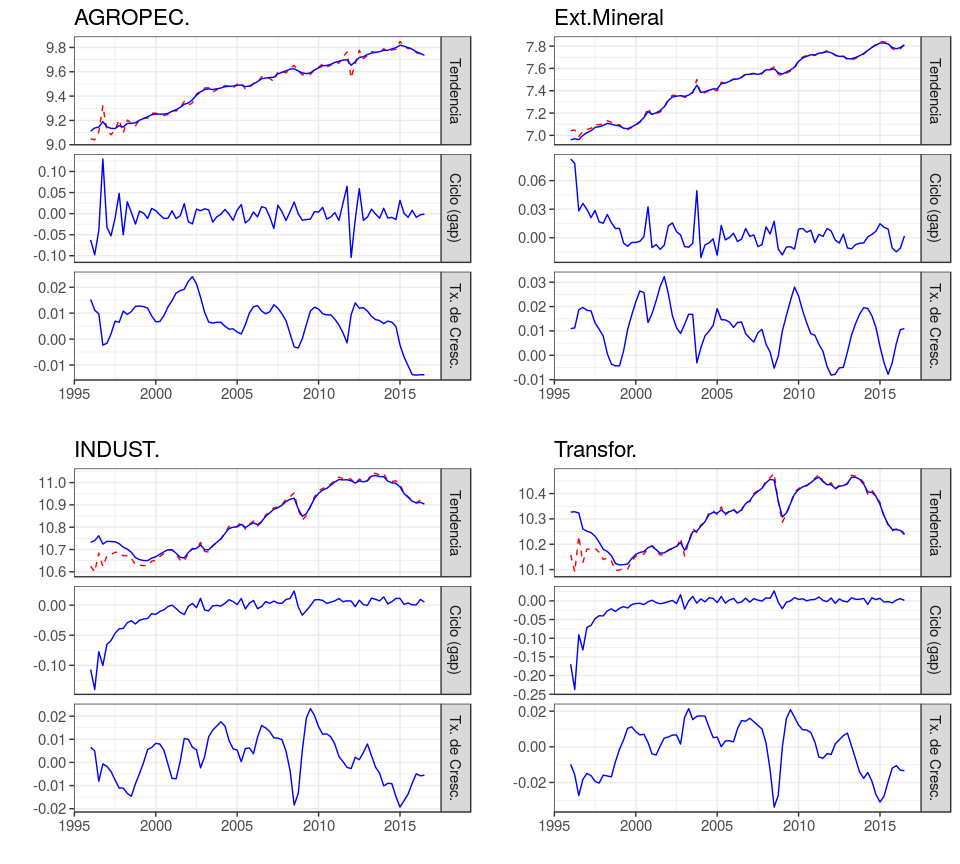 AGROPEC.
9.8
9.6
9.4
9.2
9.0
Tendencia
0.10
0.05
0.00
-0.05
-0.10
Ciclo (gap)
0.02
0.01
0.00
-0.01
Tx. de Cresc.
1995 2000 2005 2010 2015
Ext.Mineral
7.8
7.6
7.4
7.2
7.0
Tendencia
0.06
0.03
0.00
Ciclo (gap)
0.03
0.02
0.01
0.00
-0.01
Tx. de Cresc.
1995 2000 2005 2010 2015
INDUST.
11.0
10.9
10.8
10.7
10.6
Tendencia
0.00
-0.05
-0.10
Ciclo (gap)
0.02
0.01
0.00
-0.01
-0.02
Tx. de Cresc.
1995 2000 2005 2010 2015
Transfor.
10.4
10.3
10.2
10.1
Tendencia
0.00
-0.05
-0.10
-0.15
-0.20
-0.25
Ciclo (gap)
0.02
0.00
-0.02
Tx. de Cresc.
1995 2000 2005 2010 2015